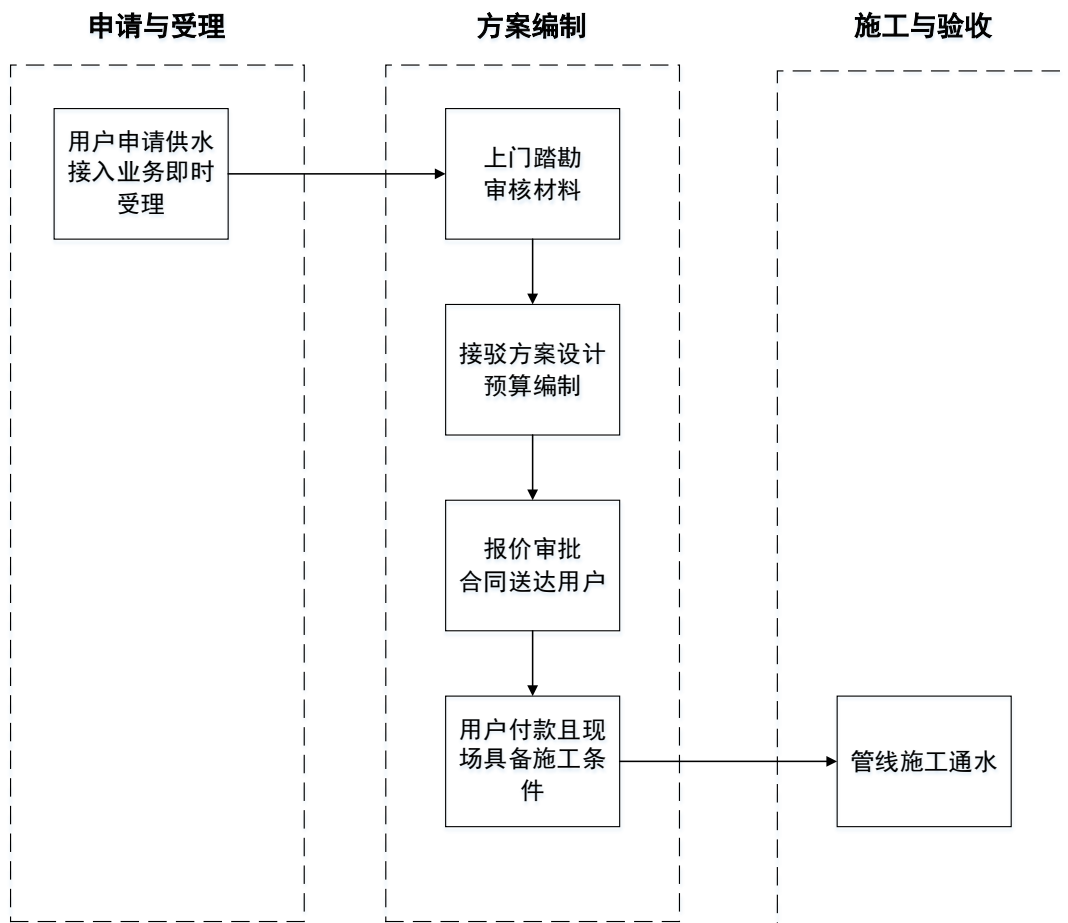 申请与受理
方案编制
施工与验收
用户申请供水
接入业务即时
受理
上门踏勘
审核材料
接驳方案设计
预算编制
报价审批
合同送达用户
用户付款且现
场具备施工条
件
管线施工通水